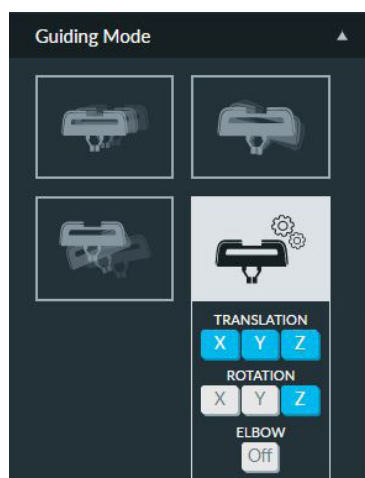 Guiding Mode
TRANSLATION
X Y Z
ROTATION
X Y Z
ELBOW
Off